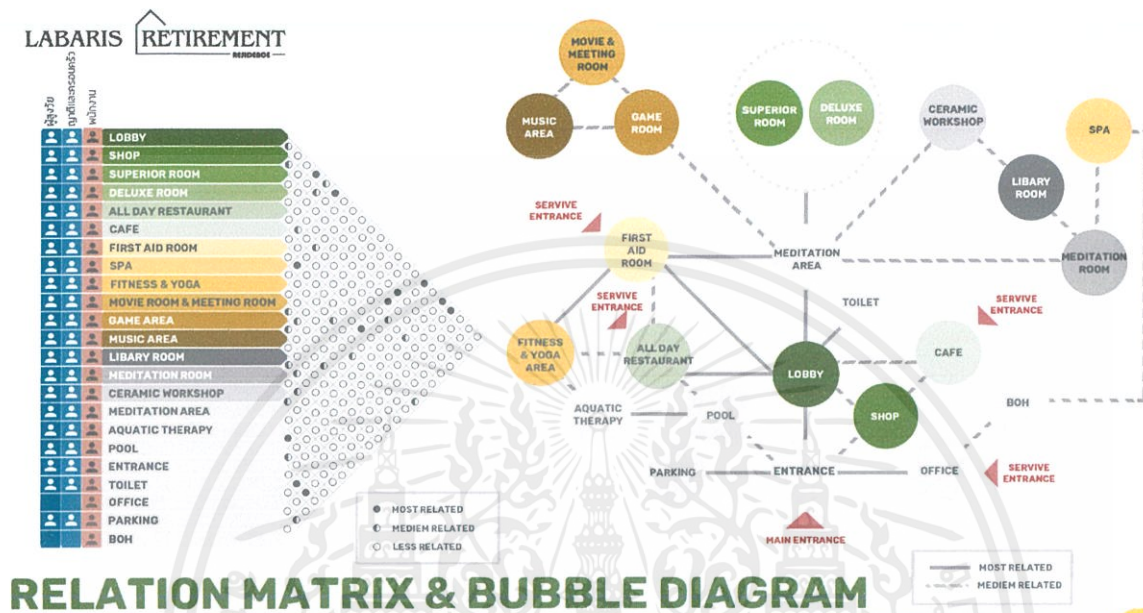 LABARIS RETIREMENT
RESIDENCE
ผู้สูงวัย
ญาติและครอบครัว
พนักงาน
LOBBY
SHOP
SUPERIOR ROOM
DELUXE ROOM
ALL DAY RESTAURANT
CAFE
FIRST AID ROOM
SPA
FITNESS & YOGA
MOVIE ROOM & MEETING ROOM
GAME AREA
MUSIC AREA
LIBARY ROOM
MEDITATION ROOM
CERAMIC WORKSHOP
MEDITATION AREA
AQUATIC THERAPY
POOL
ENTRANCE
TOILET
OFFICE
PARKING
BOH
MOST RELATED
MEDIEM RELATED
LESS RELATED
MOVIE &
MEETING
ROOM
MUSIC
AREA
GAME
ROOM
SUPERIOR
ROOM
DELUXE
ROOM
CERAMIC
WORKSHOP
SPA
LIBARY
ROOM
MEDITATION
ROOM
SERVIVE
ENTRANCE
FIRST
AID
ROOM
MEDITATION
AREA
SERVIVE
ENTRANCE
TOILET
SERVIVE
ENTRANCE
FITNESS
& YOGA
AREA
ALL DAY
RESTAURANT
LOBBY
CAFE
AQUATIC
THERAPY
POOL
SHOP
BOH
PARKING
ENTRANCE
OFFICE
SERVIVE
ENTRANCE
MAIN ENTRANCE
MOST RELATED
MEDIEM RELATED
RELATION MATRIX & BUBBLE DIAGRAM